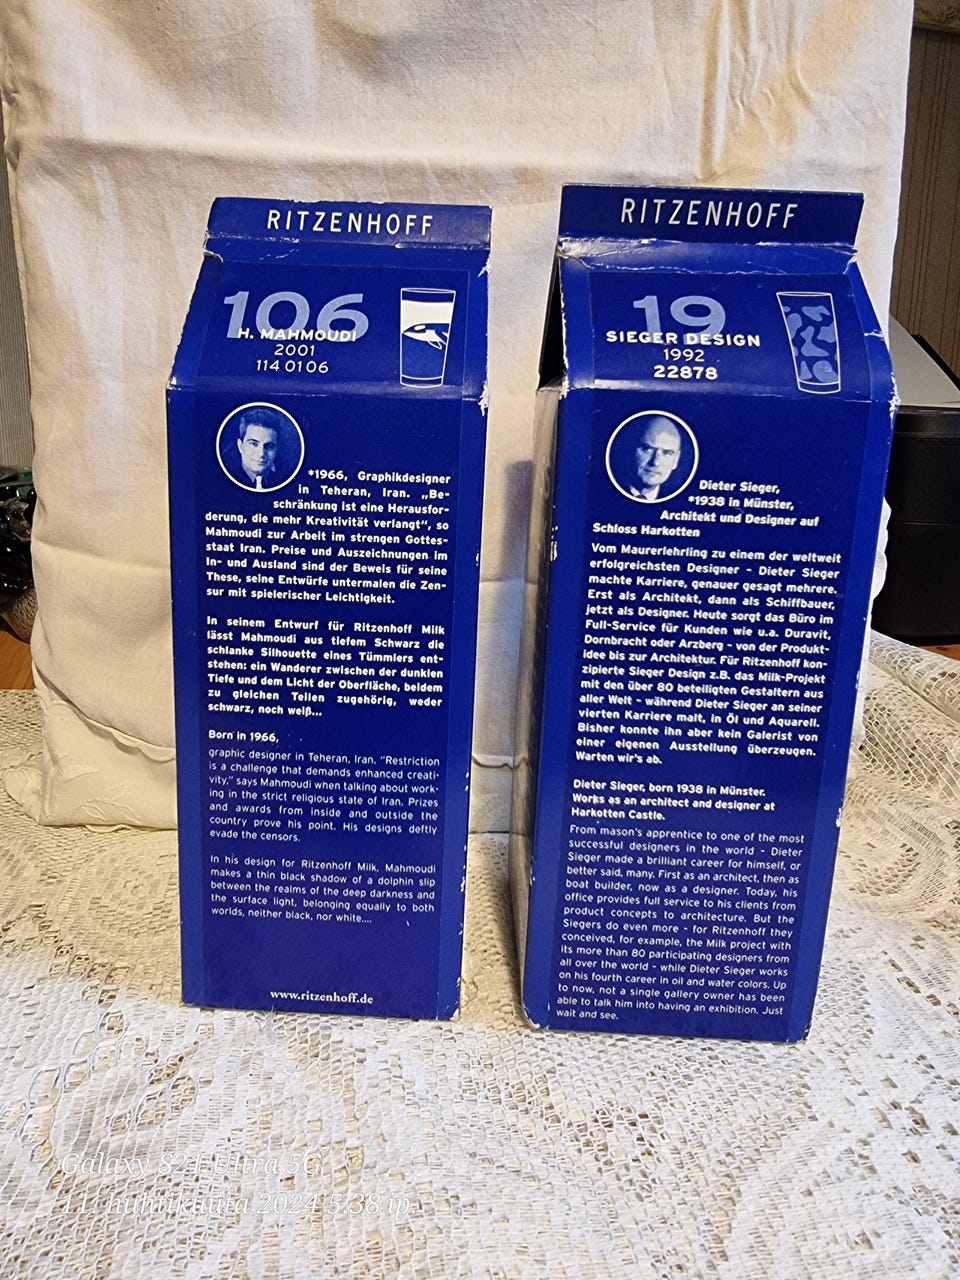 RITZENHOFF
106
H. MAHMOUDI
2001
114 01 06
*1966, Graphikdesigner
in Teheran, Iran. „Be-
schränkung ist eine Herausfor-
derung, die mehr Kreativität verlangt“, so
Mahmoudi zur Arbeit im strengen Gottes-
staat Iran. Preise und Auszeichnungen im
In- und Ausland sind der Beweis für seine
These, seine Entwürfe untermalen die Zen-
sur mit spielerischer Leichtigkeit.
In seinem Entwurf für Ritzenhoff Milk
lässt Mahmoudi aus tiefem Schwarz die
schlanke Silhouette eines Tümmlers ent-
stehen: ein Wanderer zwischen der dunklen
Tiefe und dem Licht der Oberfläche, beidem
zu gleichen Teilen zugehörig, weder
schwarz, noch weiß...
Born in 1966,
graphic designer in Teheran, Iran. “Restriction
is a challenge that demands enhanced creati-
vity,” says Mahmoudi when talking about work-
ing in the strict religious state of Iran. Prizes
and awards from inside and outside the
country prove his point. His designs deftly
evade the censors.
In his design for Ritzenhoff Milk, Mahmoudi
makes a thin black shadow of a dolphin slip
between the realms of the deep darkness and
the surface light, belonging equally to both
worlds, neither black, nor white....
www.ritzenhoff.de
RITZENHOFF
19
SIEGER DESIGN
1992
22878
Dieter Sieger,
*1938 in Münster,
Architekt und Designer auf
Schloss Harkotten
Vom Maurerlehrling zu einem der weltweit
erfolgreichsten Designer - Dieter Sieger
machte Karriere, genauer gesagt mehrere.
Erst als Architekt, dann als Schiffbauer,
jetzt als Designer. Heute sorgt das Büro im
Full-Service für Kunden wie u.a. Duravit,
Dornbracht oder Arzberg - von der Produkt-
idee bis zur Architektur. Für Ritzenhoff kon-
zipierte Sieger Design z.B. das Milk-Projekt
mit den über 80 beteiligten Gestaltern aus
aller Welt - während Dieter Sieger an seiner
vierten Karriere malt, in Öl und Aquarell.
Bisher konnte ihn aber kein Galerist von
einer eigenen Ausstellung überzeugen.
Warten wir's ab.
Dieter Sieger, born 1938 in Münster.
Works as an architect and designer at
Harkotten Castle.
From mason's apprentice to one of the most
successful designers in the world - Dieter
Sieger made a brilliant career for himself, or
better said, many. First as an architect, then as
boat builder, now as a designer. Today, his
office provides full service to his clients from
product concepts to architecture. But the
Siegers do even more - for Ritzenhoff they
conceived, for example, the Milk project with
its more than 80 participating designers from
all over the world - while Dieter Sieger works
on his fourth career in oil and water colors. Up
to now, not a single gallery owner has been
able to talk him into having an exhibition. Just
wait and see.
Galaxy S21 Ultra 5G
11. huhtikuuta 2024 5.38 ip.